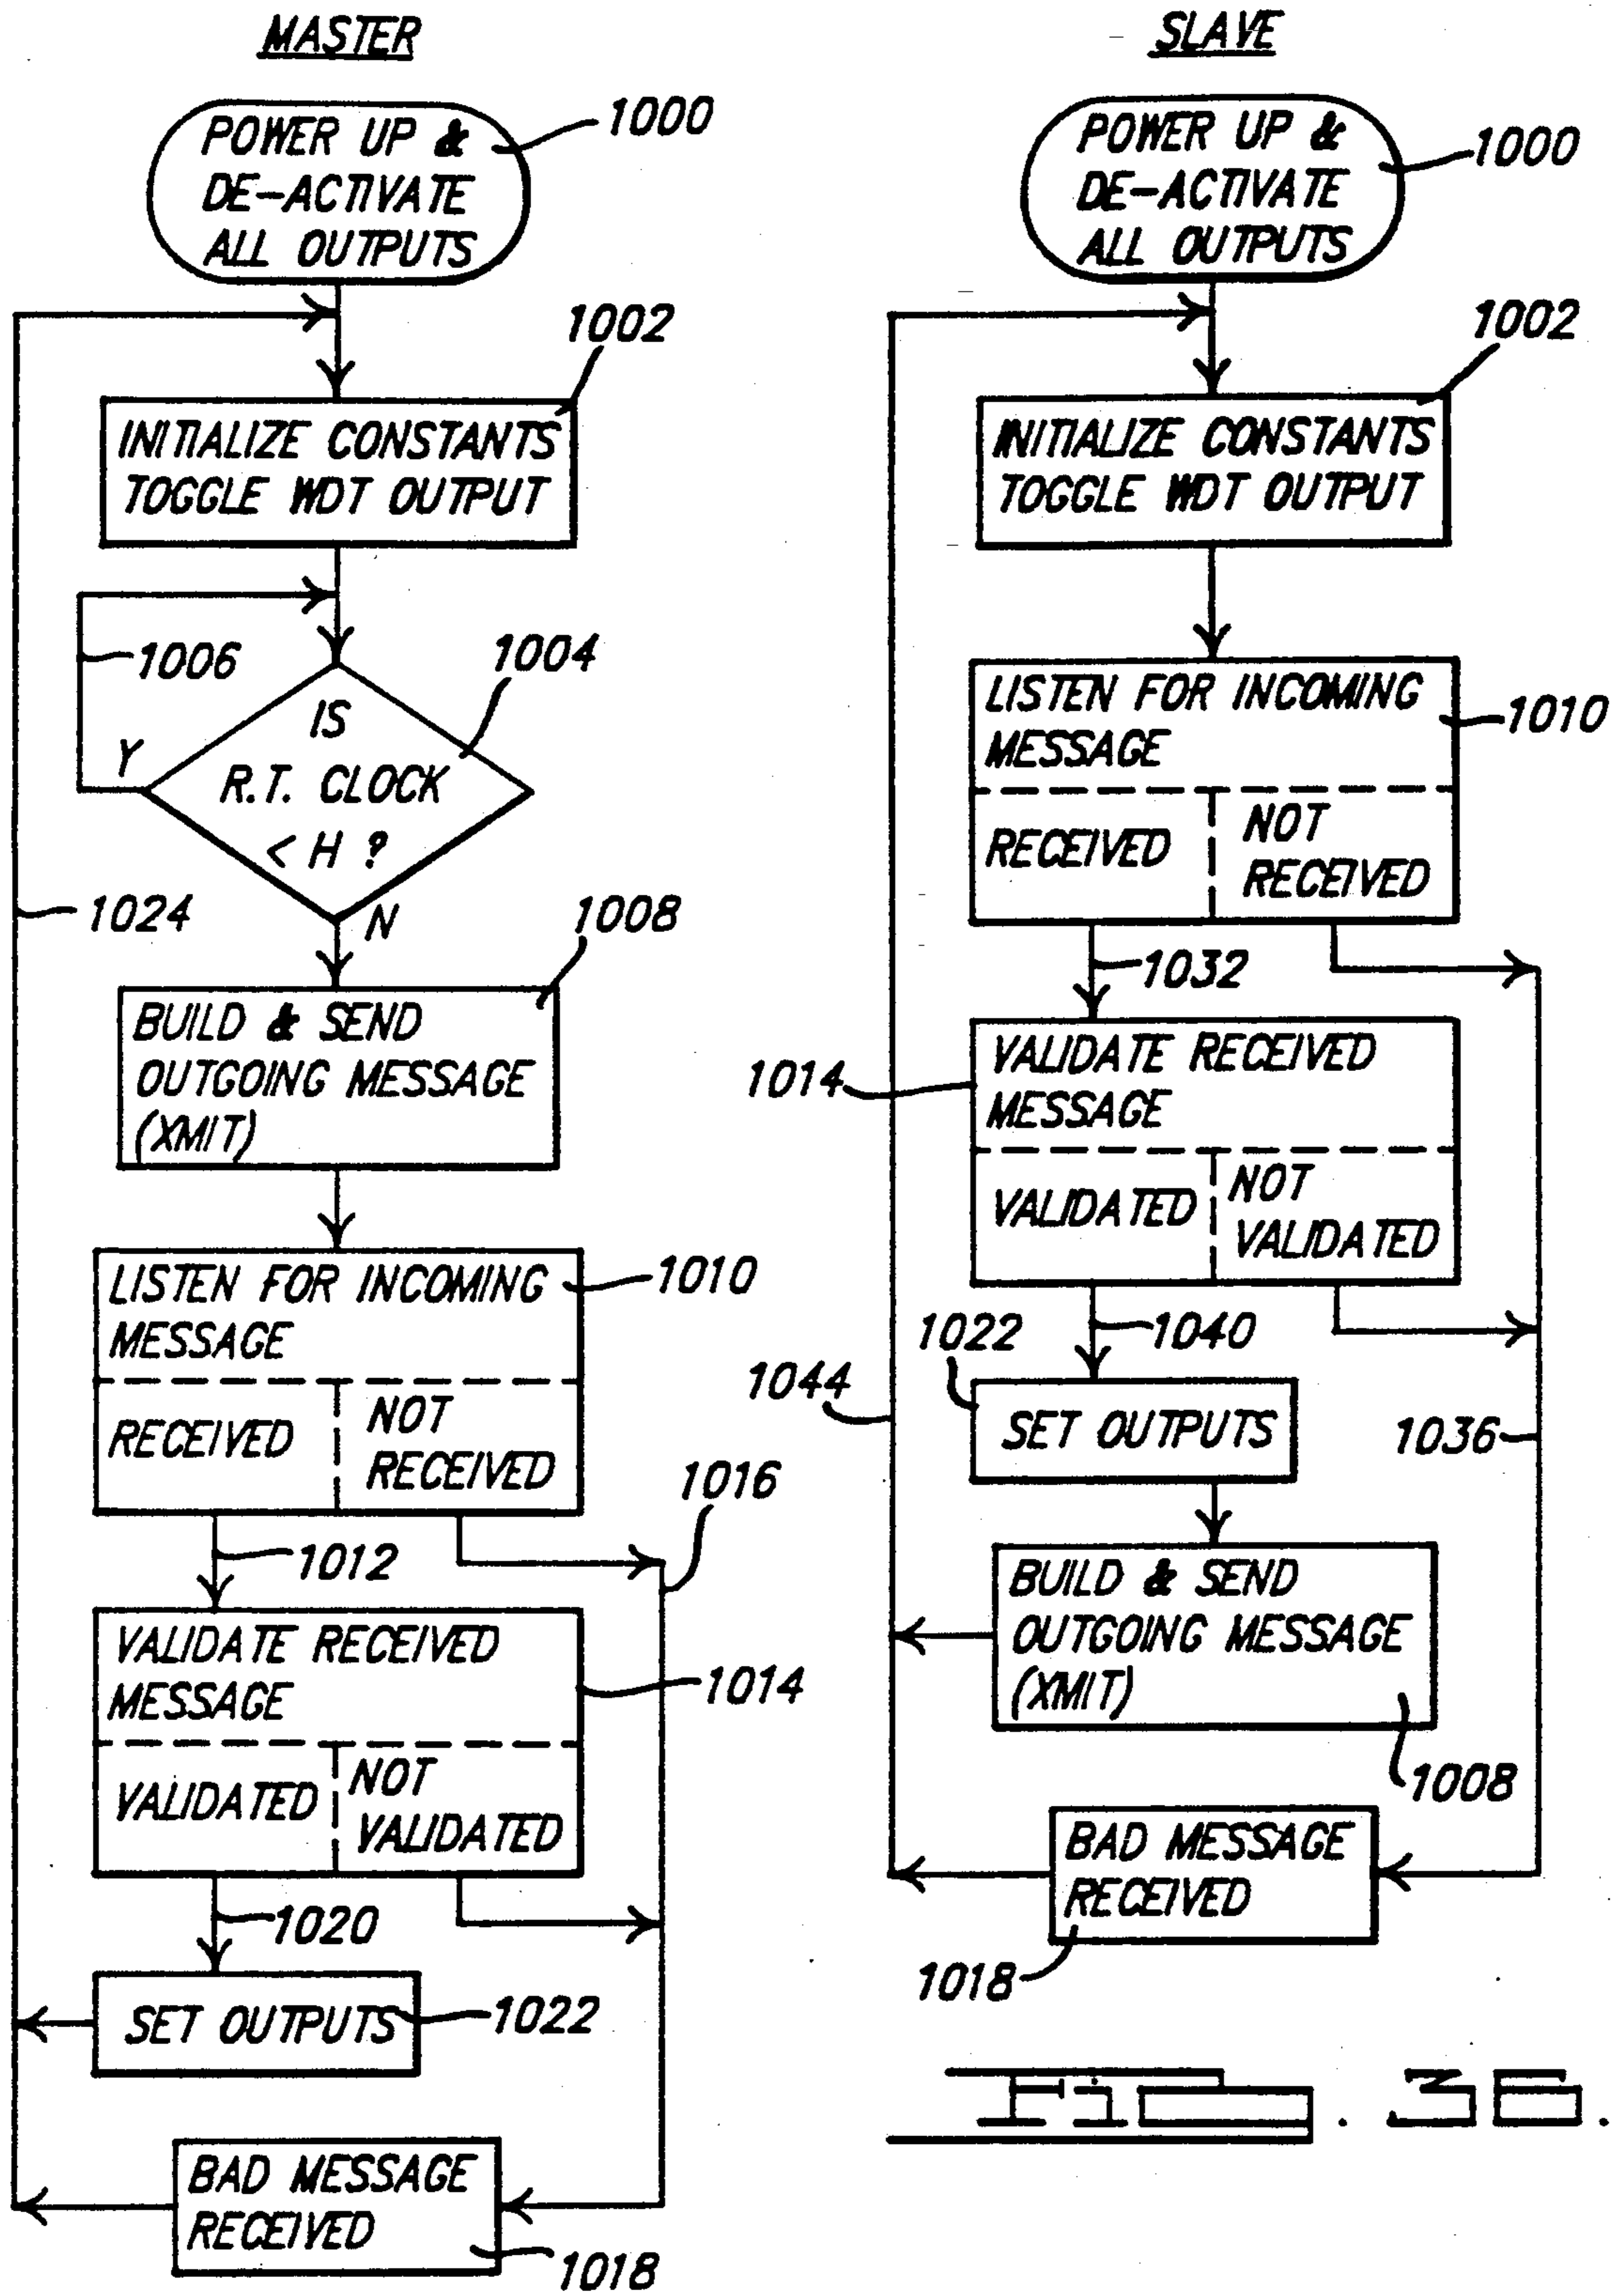 MASTER
POWER UP &
DE-ACTIVATE
ALL OUTPUTS
1000
1002
INITIALIZE CONSTANTS
TOGGLE WDT OUTPUT
1006
1004
IS
R.T. CLOCK
< H ?
Y
N
1024
1008
BUILD & SEND
OUTGOING MESSAGE
(XMIT)
LISTEN FOR INCOMING
MESSAGE
1010
RECEIVED
NOT
RECEIVED
1016
1012
VALIDATE RECEIVED
MESSAGE
1014
VALIDATED
NOT
VALIDATED
1020
SET OUTPUTS
1022
BAD MESSAGE
RECEIVED
1018
SLAVE
POWER UP &
DE-ACTIVATE
ALL OUTPUTS
1000
1002
INITIALIZE CONSTANTS
TOGGLE WDT OUTPUT
LISTEN FOR INCOMING
MESSAGE
1010
RECEIVED
NOT
RECEIVED
1032
1014
VALIDATE RECEIVED
MESSAGE
VALIDATED
NOT
VALIDATED
1040
1022
1044
SET OUTPUTS
1036
BUILD & SEND
OUTGOING MESSAGE
(XMIT)
1008
BAD MESSAGE
RECEIVED
1018
FIG. 36.